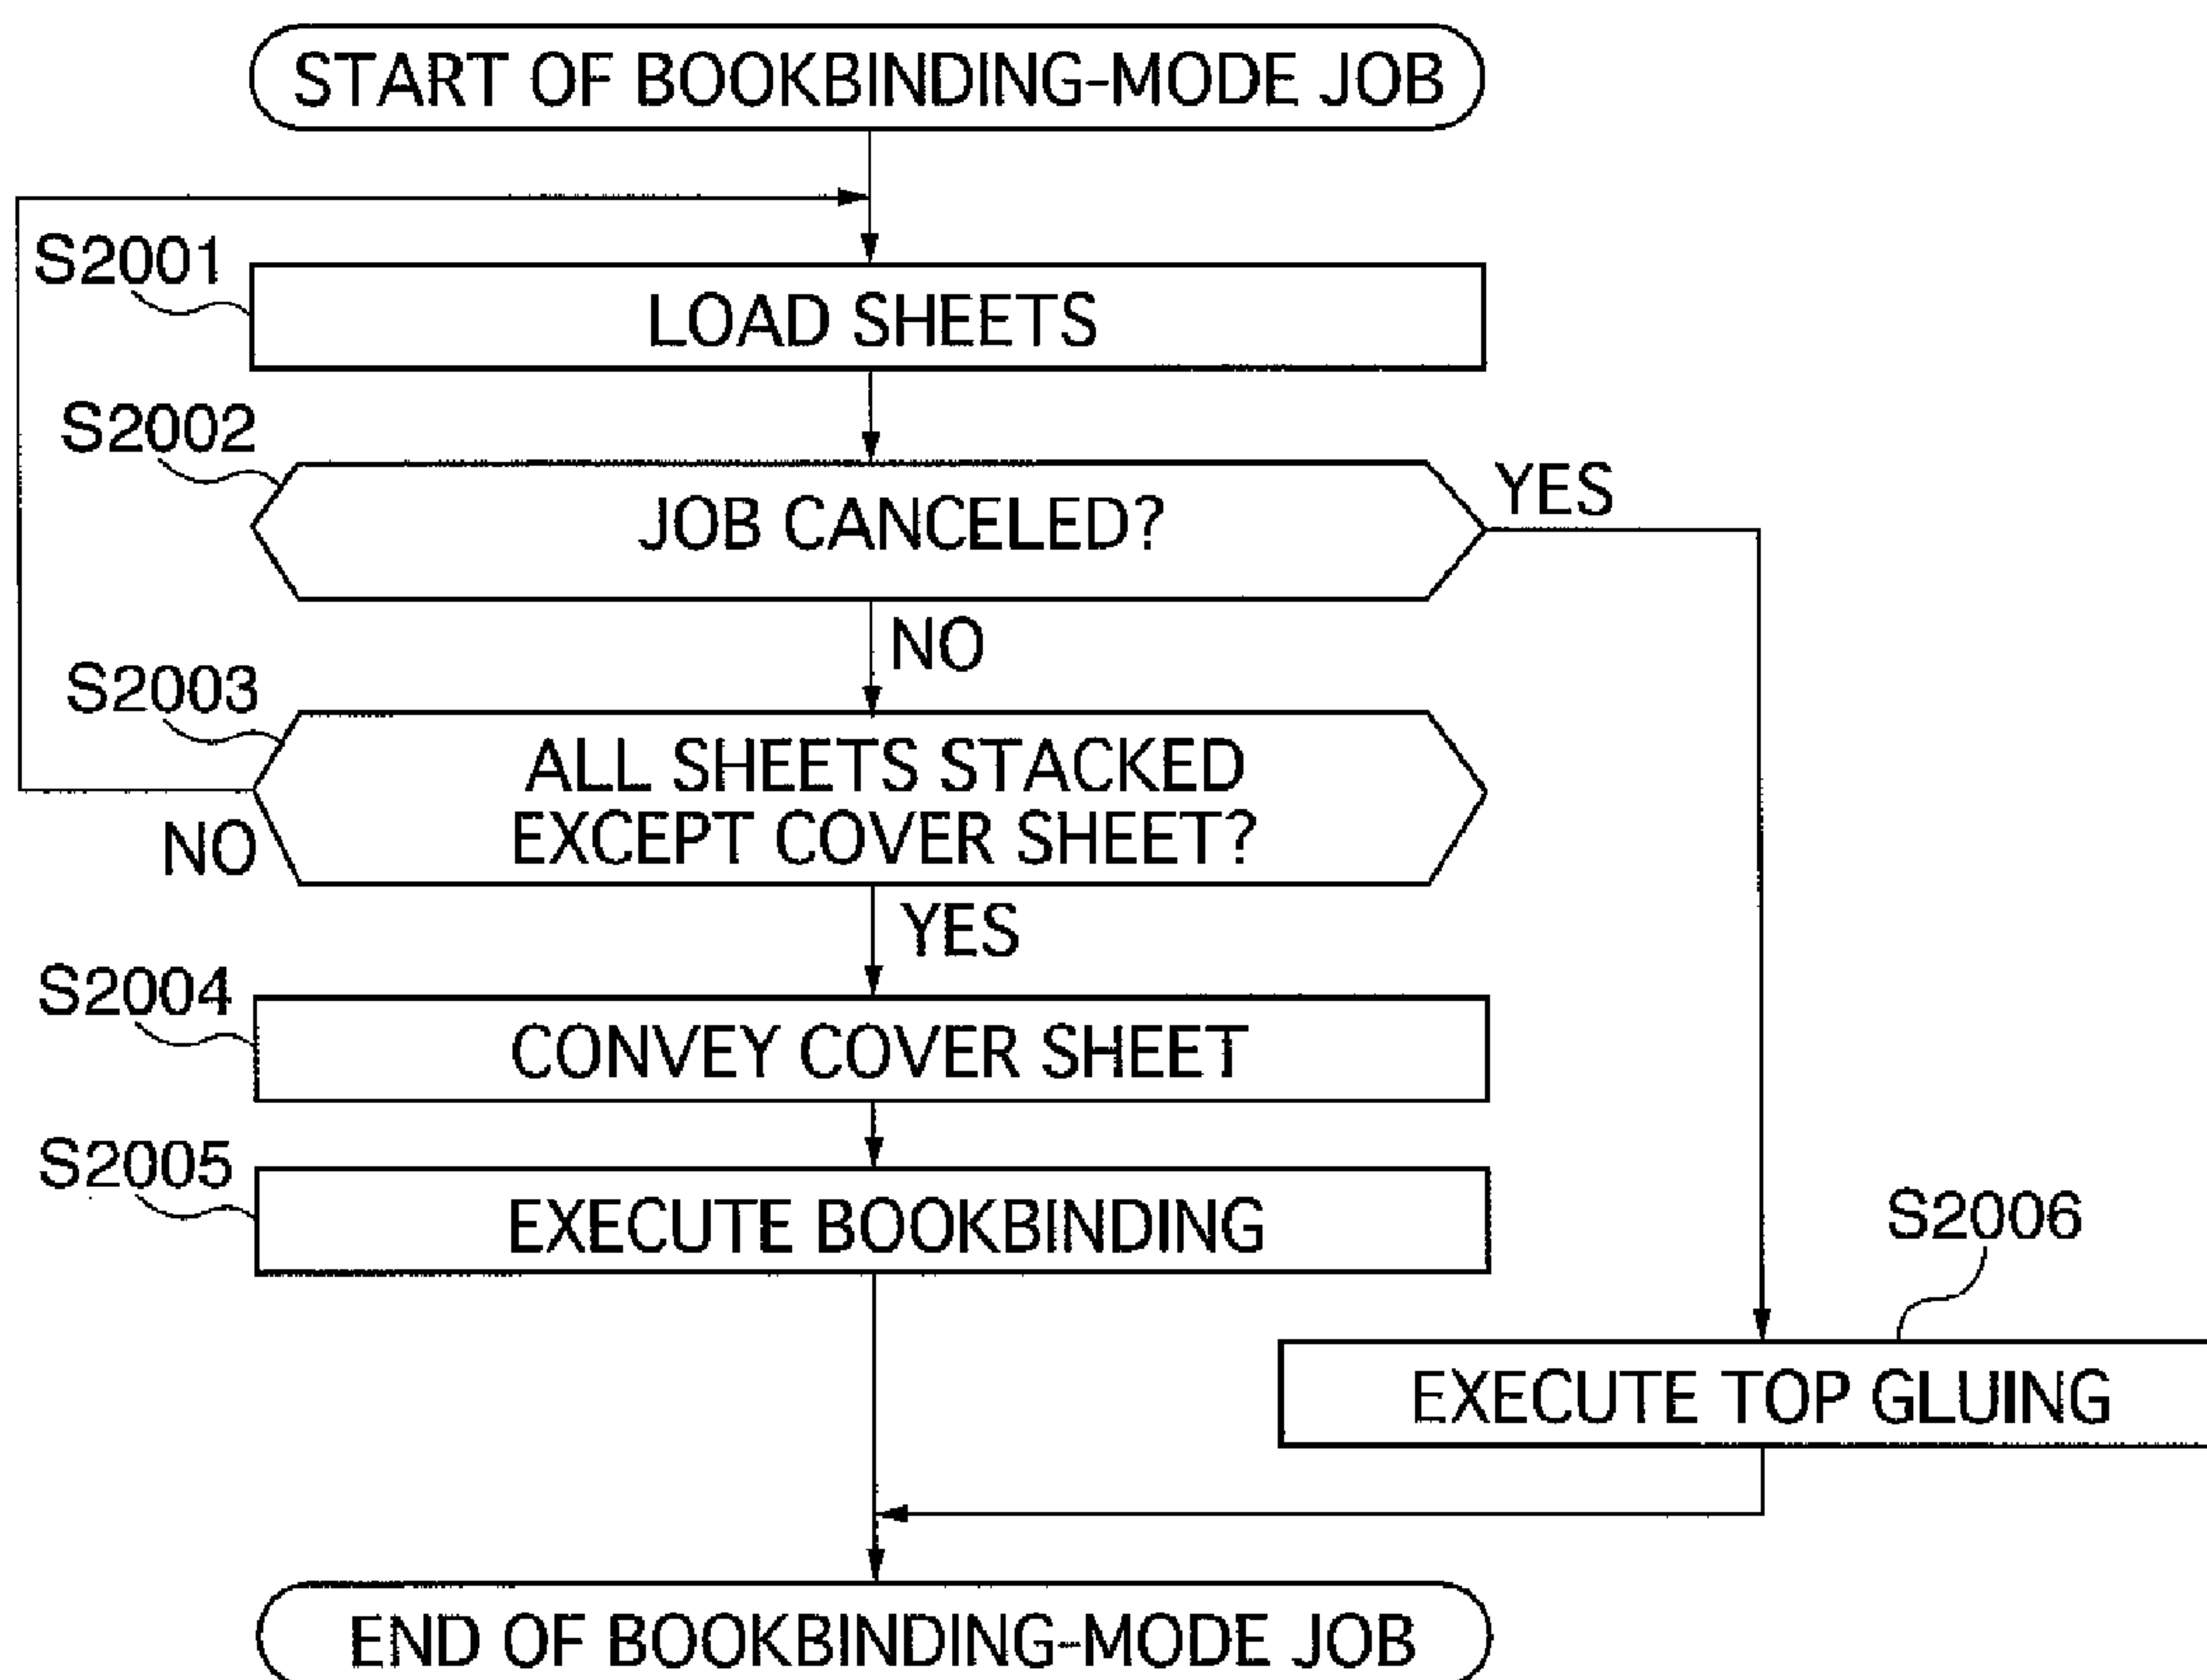 START OF BOOKBINDING-MODE JOB
S2001
LOAD SHEETS
S2002
JOB CANCELED?
YES
NO
S2003
ALL SHEETS STACKED
EXCEPT COVER SHEET?
NO
YES
S2004
CONVEY COVER SHEET
S2005
EXECUTE BOOKBINDING
S2006
EXECUTE TOP GLUING
END OF BOOKBINDING-MODE JOB